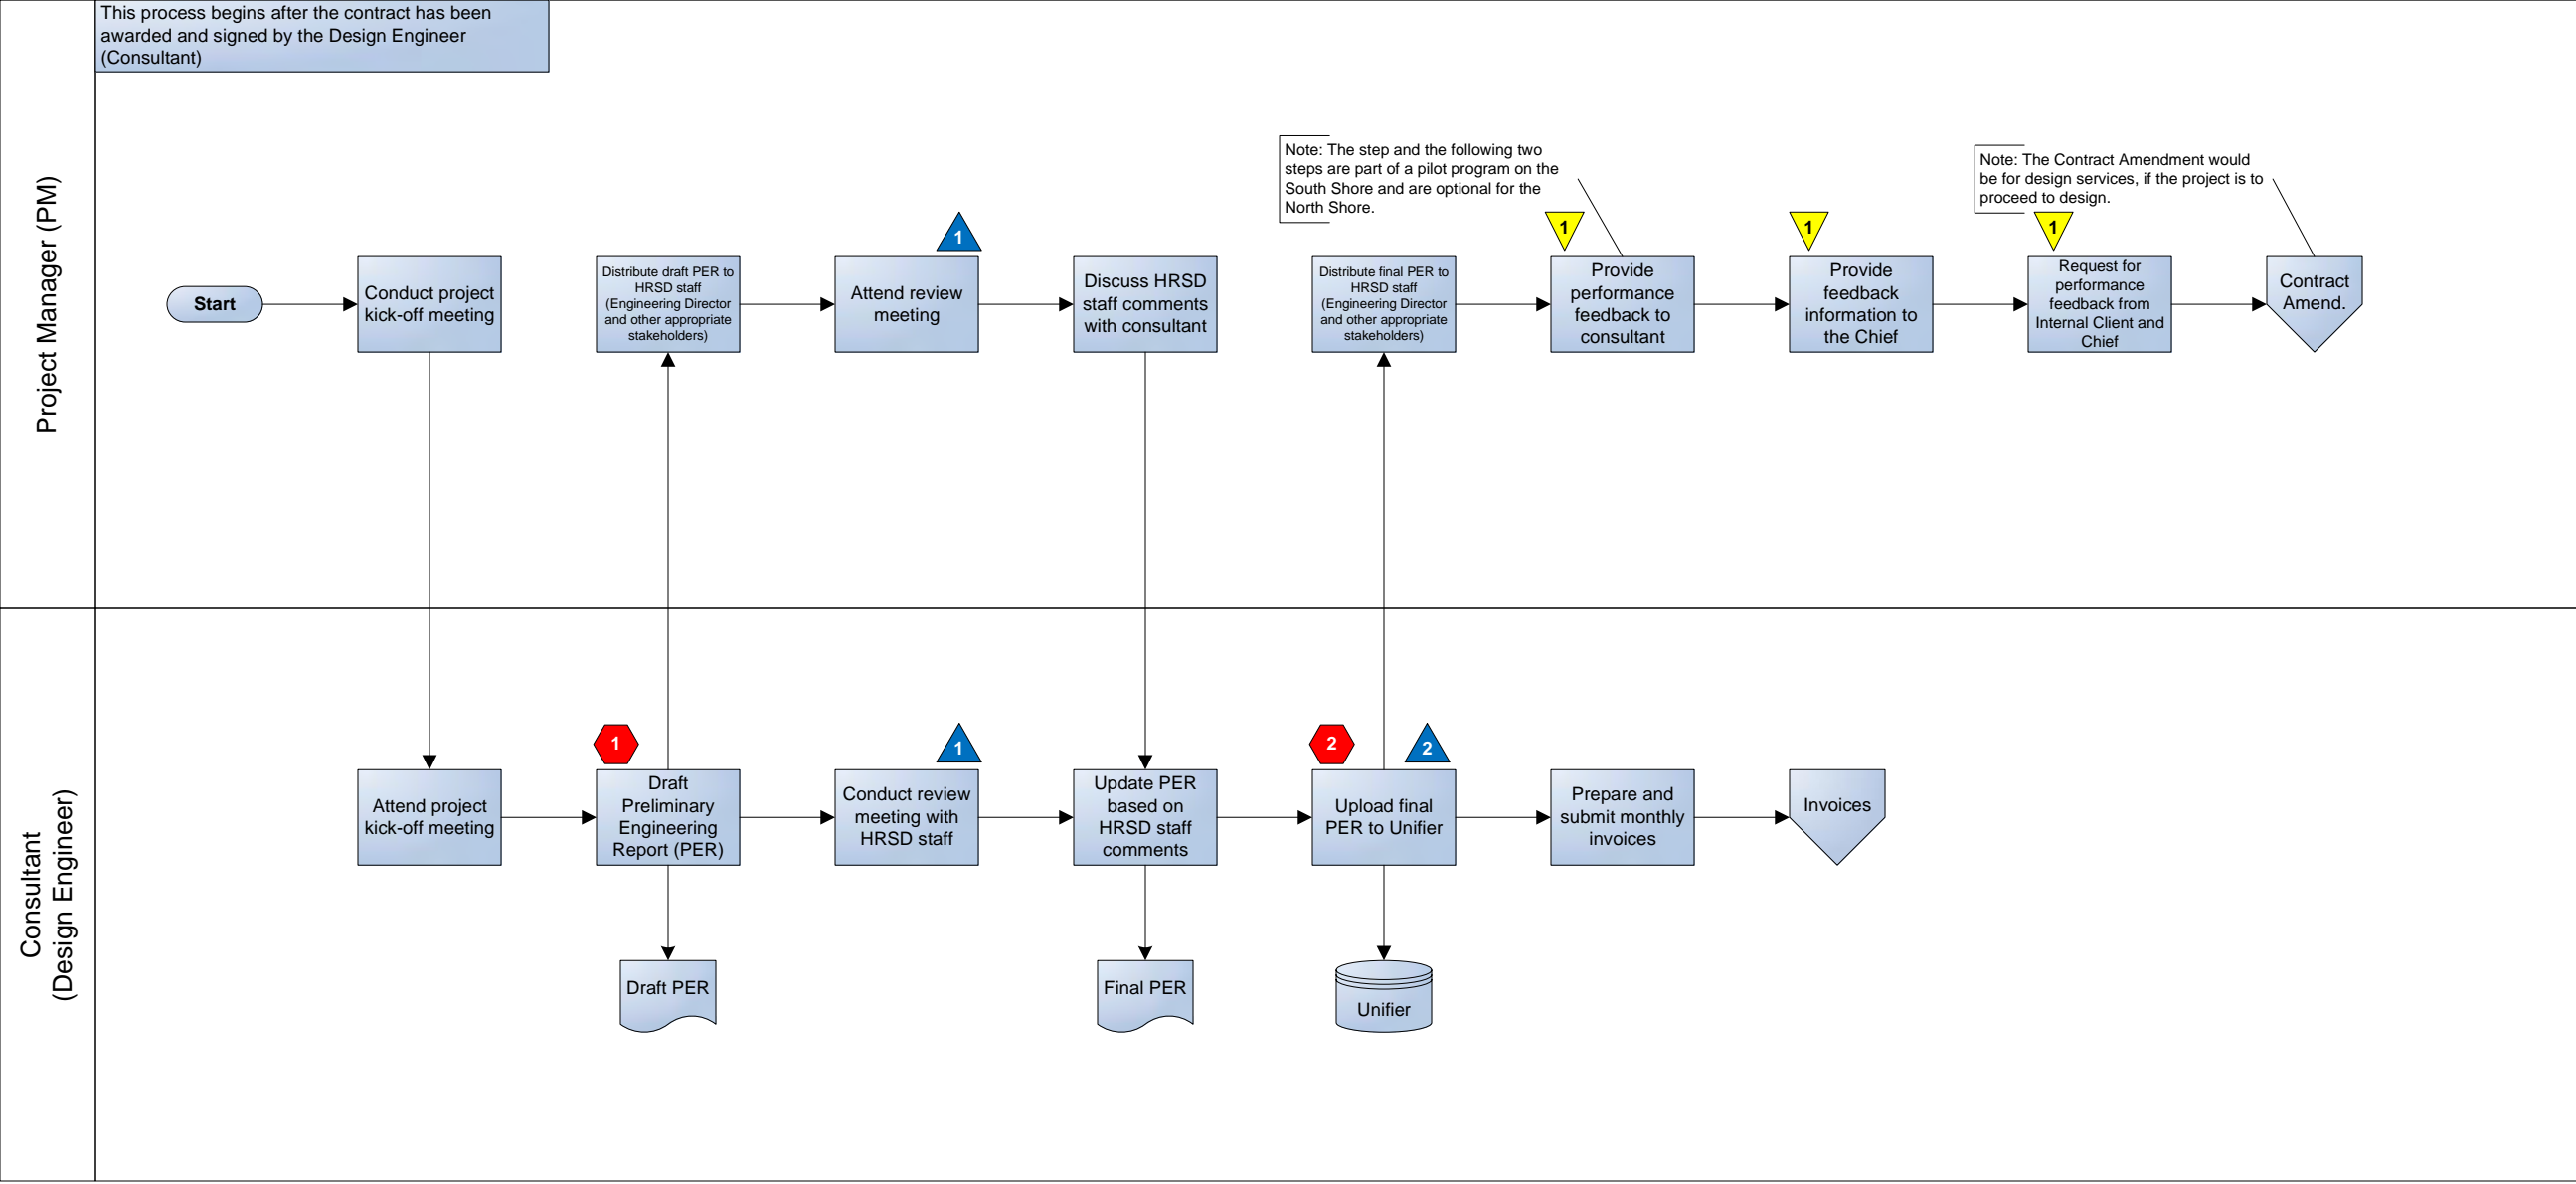 This process begins after the contract has been
awarded and signed by the Design Engineer
(Consultant)
Project Manager (PM)
Note: The step and the following two
steps are part of a pilot program on the
South Shore and are optional for the
North Shore.
Note: The Contract Amendment would
be for design services, if the project is to
proceed to design.
1
1
1
1
Start
Conduct project
kick-off meeting
Distribute draft PER to
HRSD staff
(Engineering Director
and other appropriate
stakeholders)
Attend review
meeting
Discuss HRSD
staff comments
with consultant
Distribute final PER to
HRSD staff
(Engineering Director
and other appropriate
stakeholders)
Provide
performance
feedback to
consultant
Provide
feedback
information to
the Chief
Request for
performance
feedback from
Internal Client and
Chief
Contract
Amend.
Consultant
(Design Engineer)
1
1
2
2
Attend project
kick-off meeting
Draft
Preliminary
Engineering
Report (PER)
Conduct review
meeting with
HRSD staff
Update PER
based on
HRSD staff
comments
Upload final
PER to Unifier
Prepare and
submit monthly
invoices
Invoices
Draft PER
Final PER
Unifier